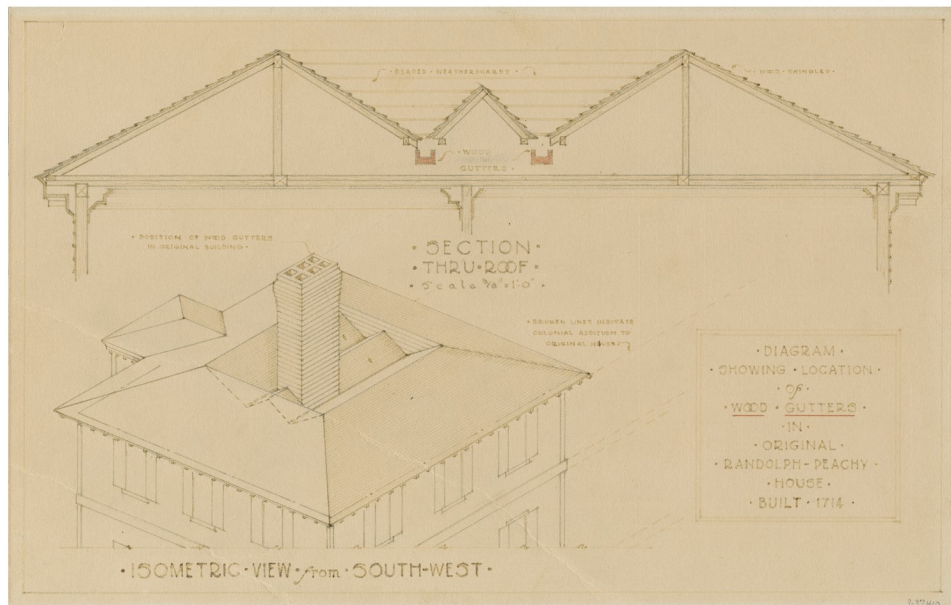 · BEADED · WEATHERBOARDS ·
· WOOD · SHINGLES ·
· WOOD
GUTTERS ·
· POSITION OF WOOD GUTTERS
IN ORIGINAL BUILDING ·
· SECTION ·
· THRU · ROOF ·
· Scale 3/8" = 1'-0" ·
· BROKEN LINES INDICATE
COLONIAL ADDITION TO
ORIGINAL HOUSE ·
· DIAGRAM ·
· SHOWING · LOCATION ·
· of ·
· WOOD · GUTTERS ·
· IN ·
· ORIGINAL ·
· RANDOLPH - PEACHY ·
· HOUSE ·
· BUILT · 1714 ·
· ISOMETRIC · VIEW from · SOUTH-WEST ·